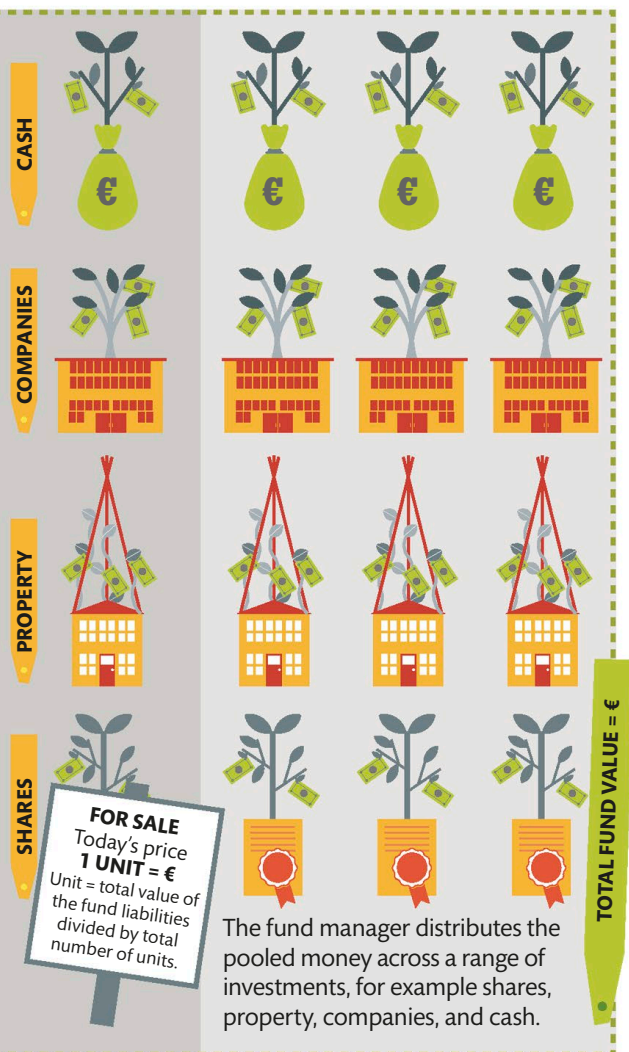 CASH
€
€
€
€
COMPANIES
PROPERTY
SHARES
FOR SALE
Today's price
1 UNIT = €
Unit = total value of
the fund liabilities
divided by total
number of units.
The fund manager distributes the
pooled money across a range of
investments, for example shares,
property, companies, and cash.
TOTAL FUND VALUE = €